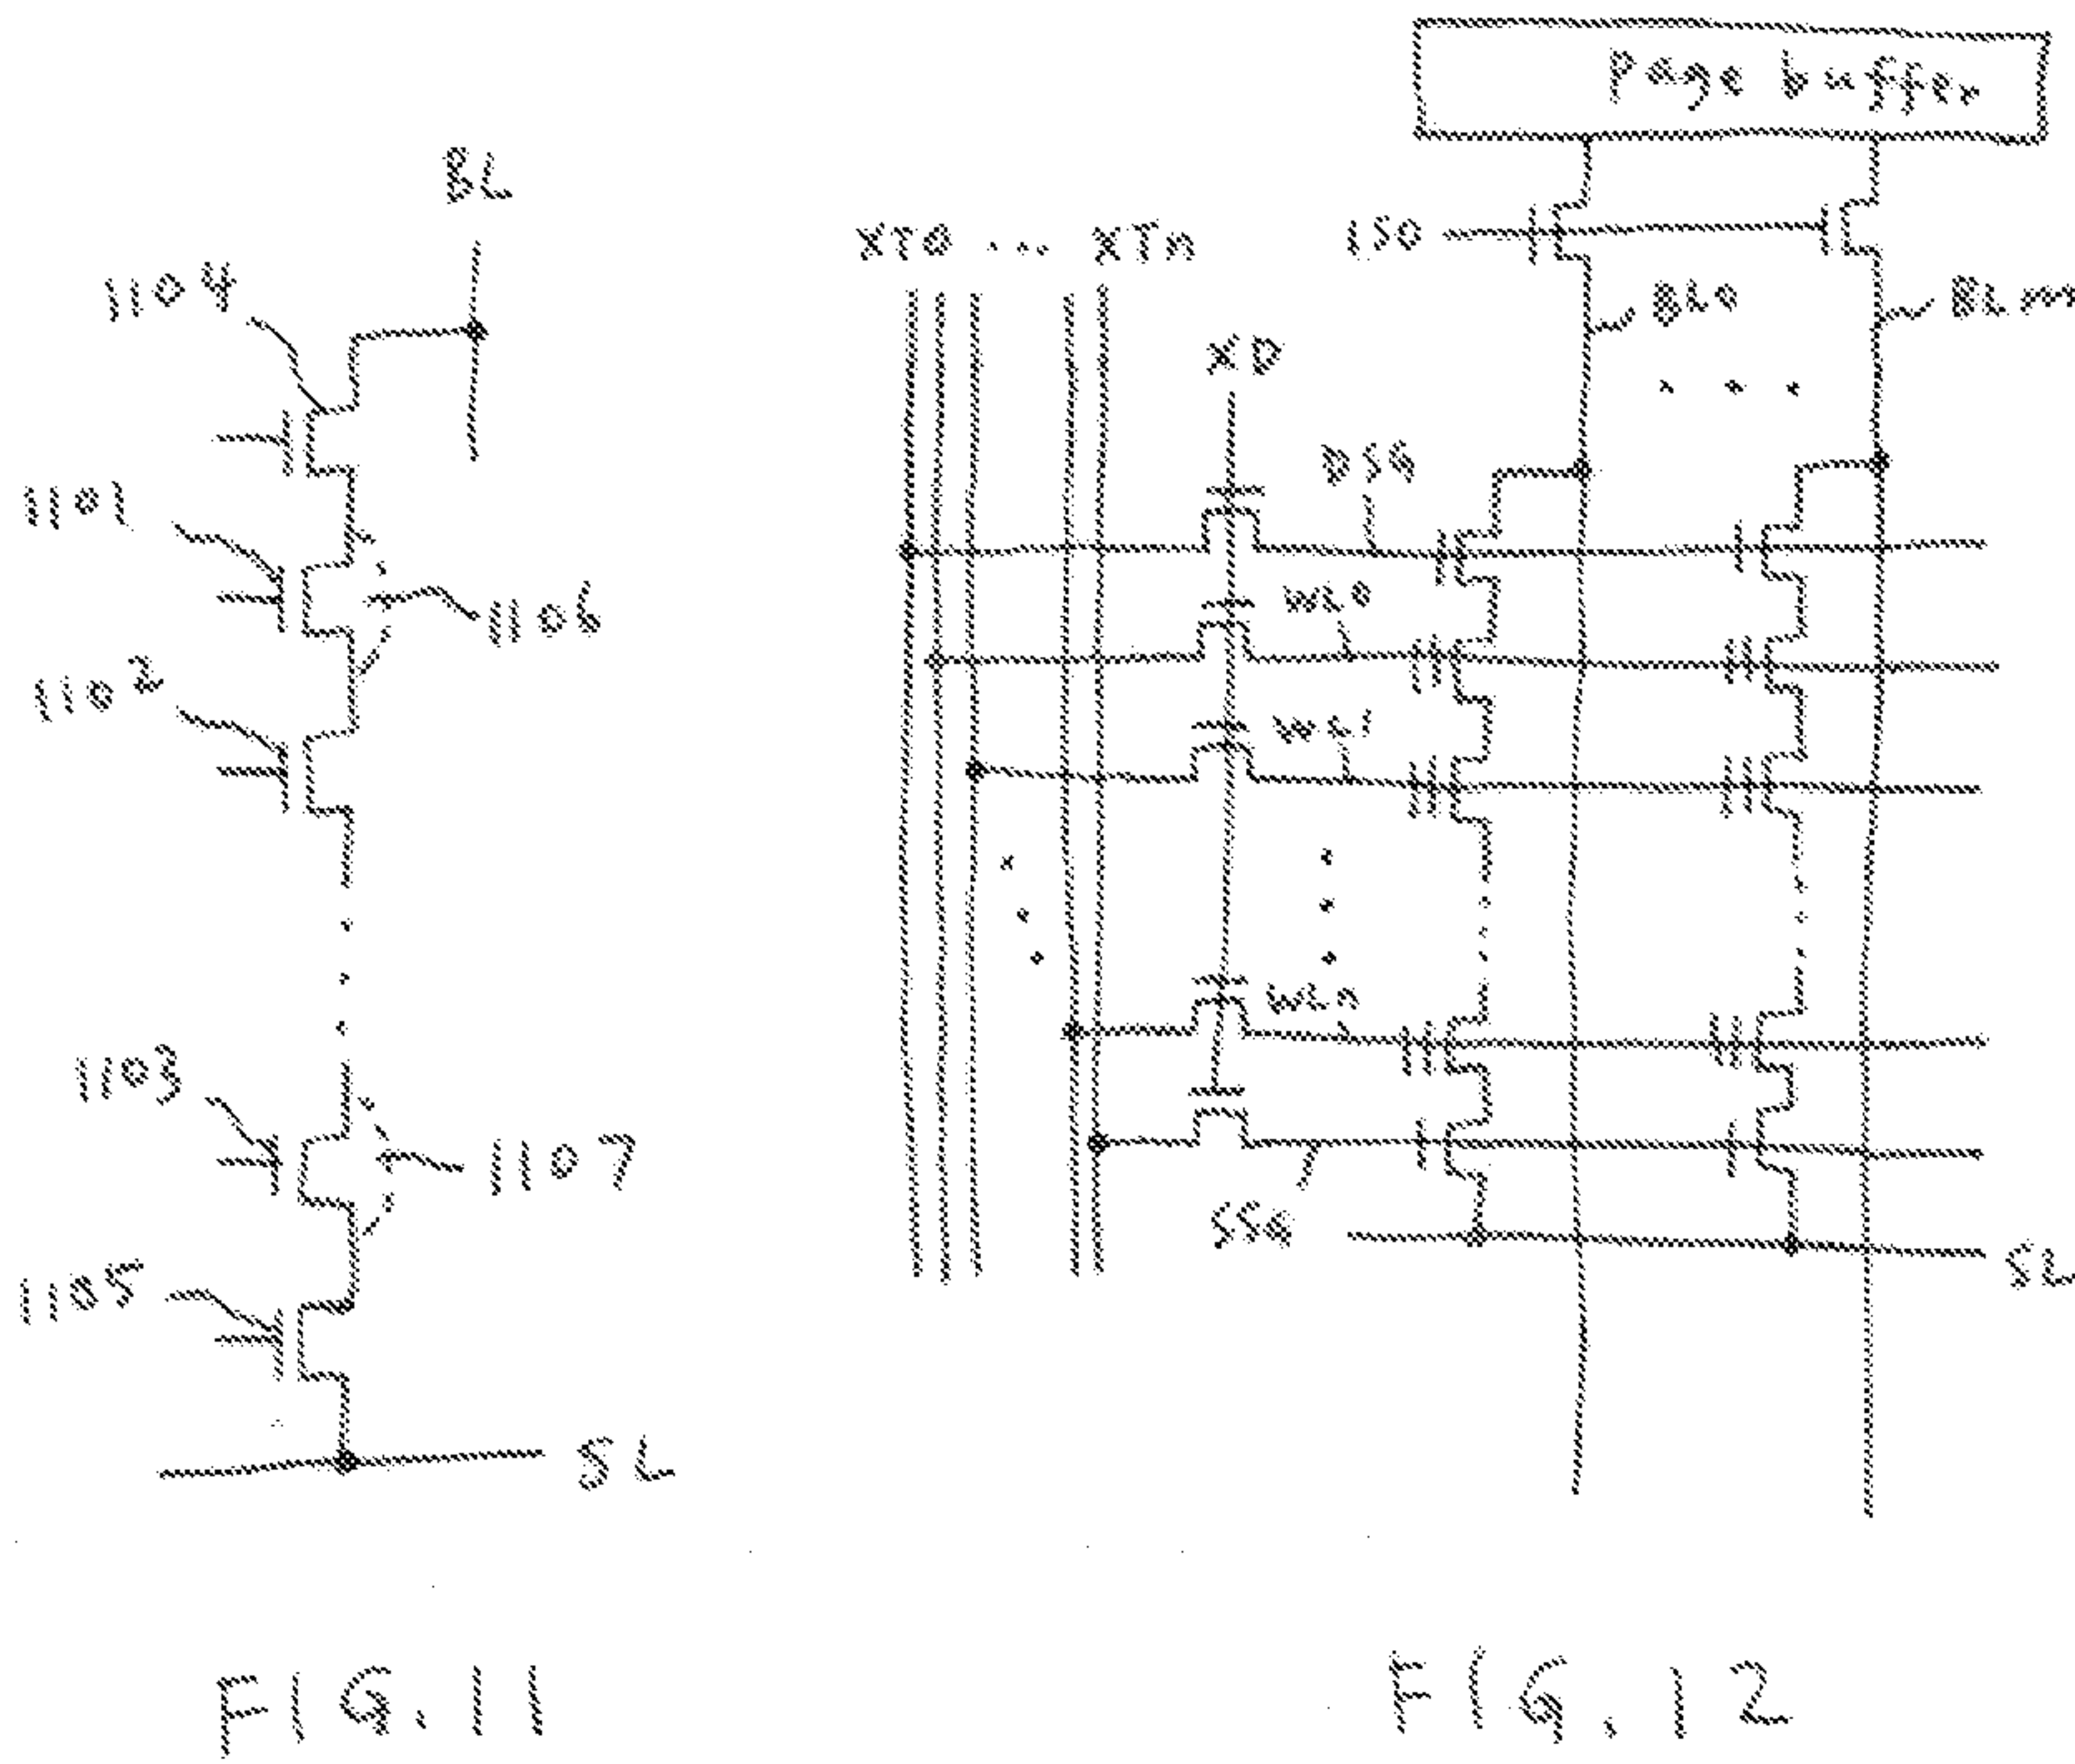 BL
1104
1101
1106
1102
1103
1107
1105
SL
FIG. 11
Page buffer
XT0 ... XTn
ISO
BL0
BLm
XD
DSG
WL0
WL1
WLn
SSG
SL
FIG. 12